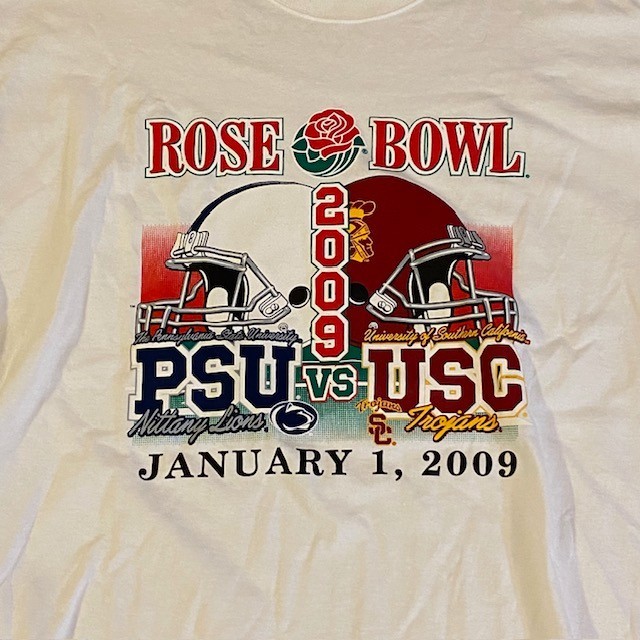 ROSE BOWL
2009
The Pennsylvania State University
University of Southern California
PSU VS USC
Nittany Lions
Trojans
SC
Trojans
JANUARY 1, 2009